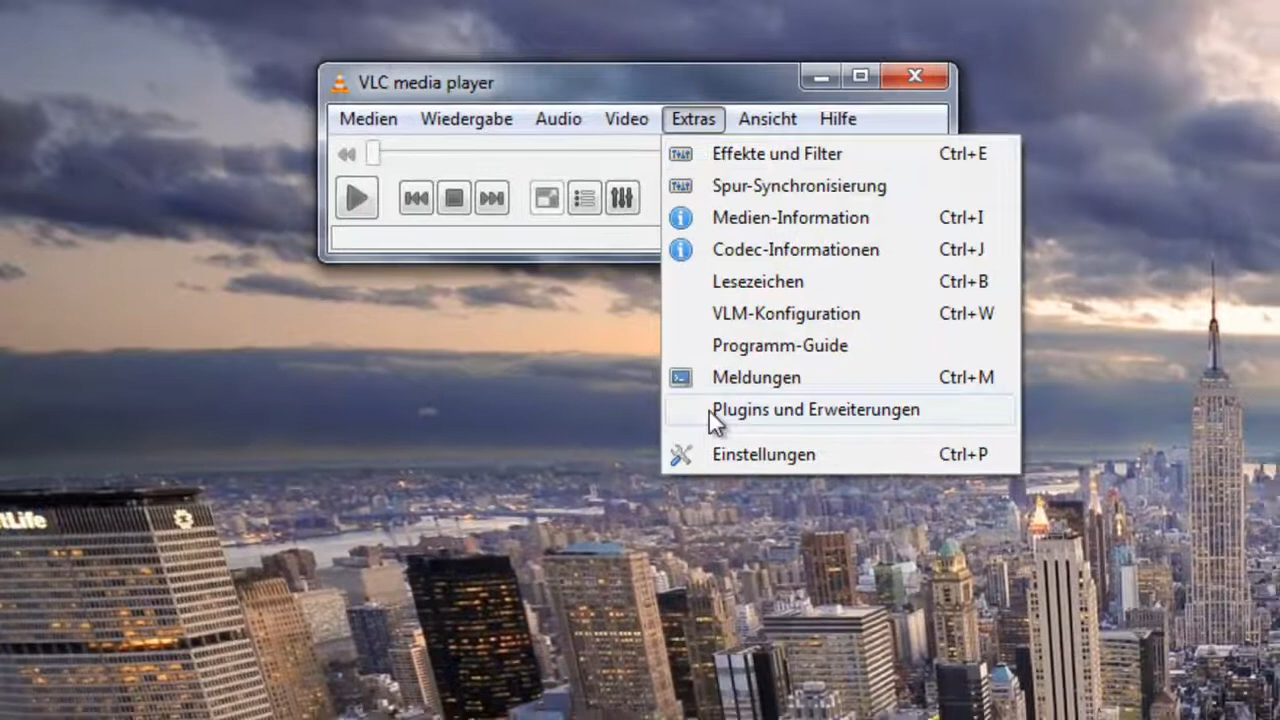 VLC media player
Medien Wiedergabe Audio Video Extras Ansicht Hilfe
Effekte und Filter Ctrl+E
Spur-Synchronisierung
Medien-Information Ctrl+I
Codec-Informationen Ctrl+J
Lesezeichen Ctrl+B
VLM-Konfiguration Ctrl+W
Programm-Guide
Meldungen Ctrl+M
Plugins und Erweiterungen
Einstellungen Ctrl+P
tLife